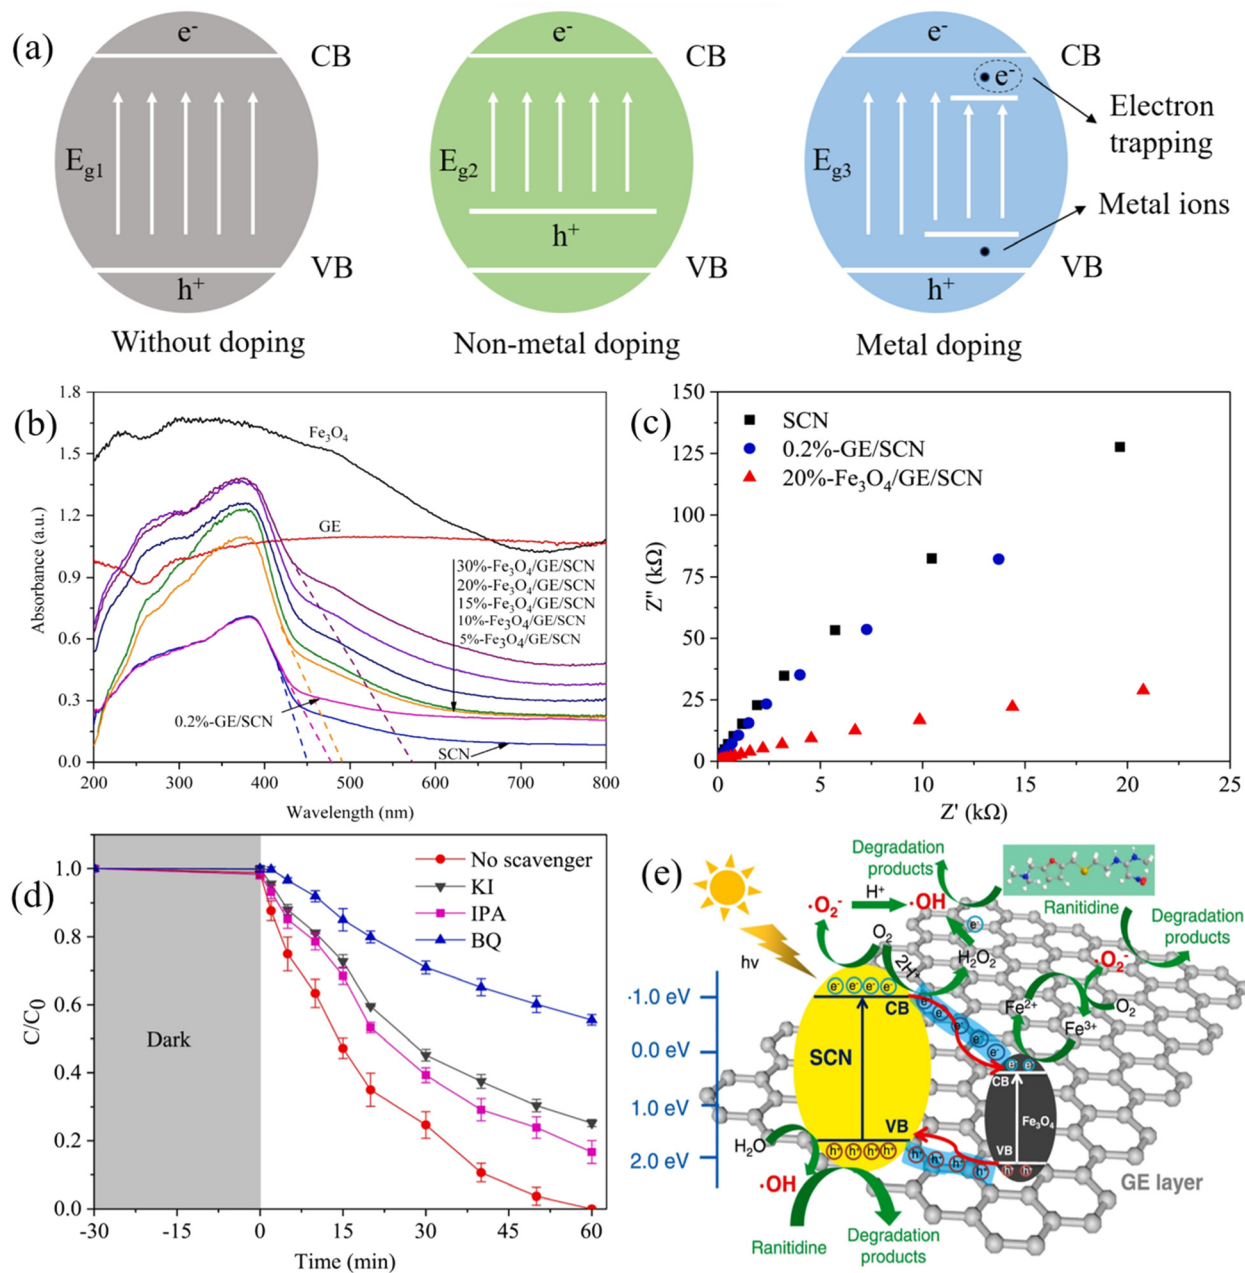 (a)
e⁻
CB
E_g1
VB
h⁺
Without doping
e⁻
E_g2
h⁺
Non-metal doping
e⁻
CB
e⁻
Electron
trapping
E_g3
Metal ions
VB
h⁺
Metal doping
(b)
1.8
1.5
1.2
0.9
0.6
0.3
0.0
Absorbance (a.u.)
Fe₃O₄
GE
30%-Fe₃O₄/GE/SCN
20%-Fe₃O₄/GE/SCN
15%-Fe₃O₄/GE/SCN
10%-Fe₃O₄/GE/SCN
5%-Fe₃O₄/GE/SCN
0.2%-GE/SCN
SCN
200 300 400 500 600 700 800
Wavelength (nm)
(c)
150
125
100
75
50
25
0
Z'' (kΩ)
SCN
0.2%-GE/SCN
20%-Fe₃O₄/GE/SCN
0 5 10 15 20 25
Z' (kΩ)
(d)
1.0
0.8
0.6
0.4
0.2
0.0
C/C₀
Dark
No scavenger
KI
IPA
BQ
-30 -15 0 15 30 45 60
Time (min)
(e)
Degradation
products
H⁺
·O₂⁻
·OH
Ranitidine
Degradation
products
hv
O₂
2H⁺
H₂O₂
e⁻
·O₂⁻
Fe²⁺
O₂
Fe³⁺
-1.0 eV
0.0 eV
1.0 eV
2.0 eV
e⁻ e⁻ e⁻ e⁻
CB
SCN
VB
h⁺ h⁺ h⁺ h⁺
e⁻ e⁻ e⁻ e⁻ e⁻
e⁻ e⁻
CB
Fe₃O₄
VB
h⁺ h⁺
h⁺ h⁺ h⁺ h⁺
H₂O
·OH
Ranitidine
Degradation
products
GE layer